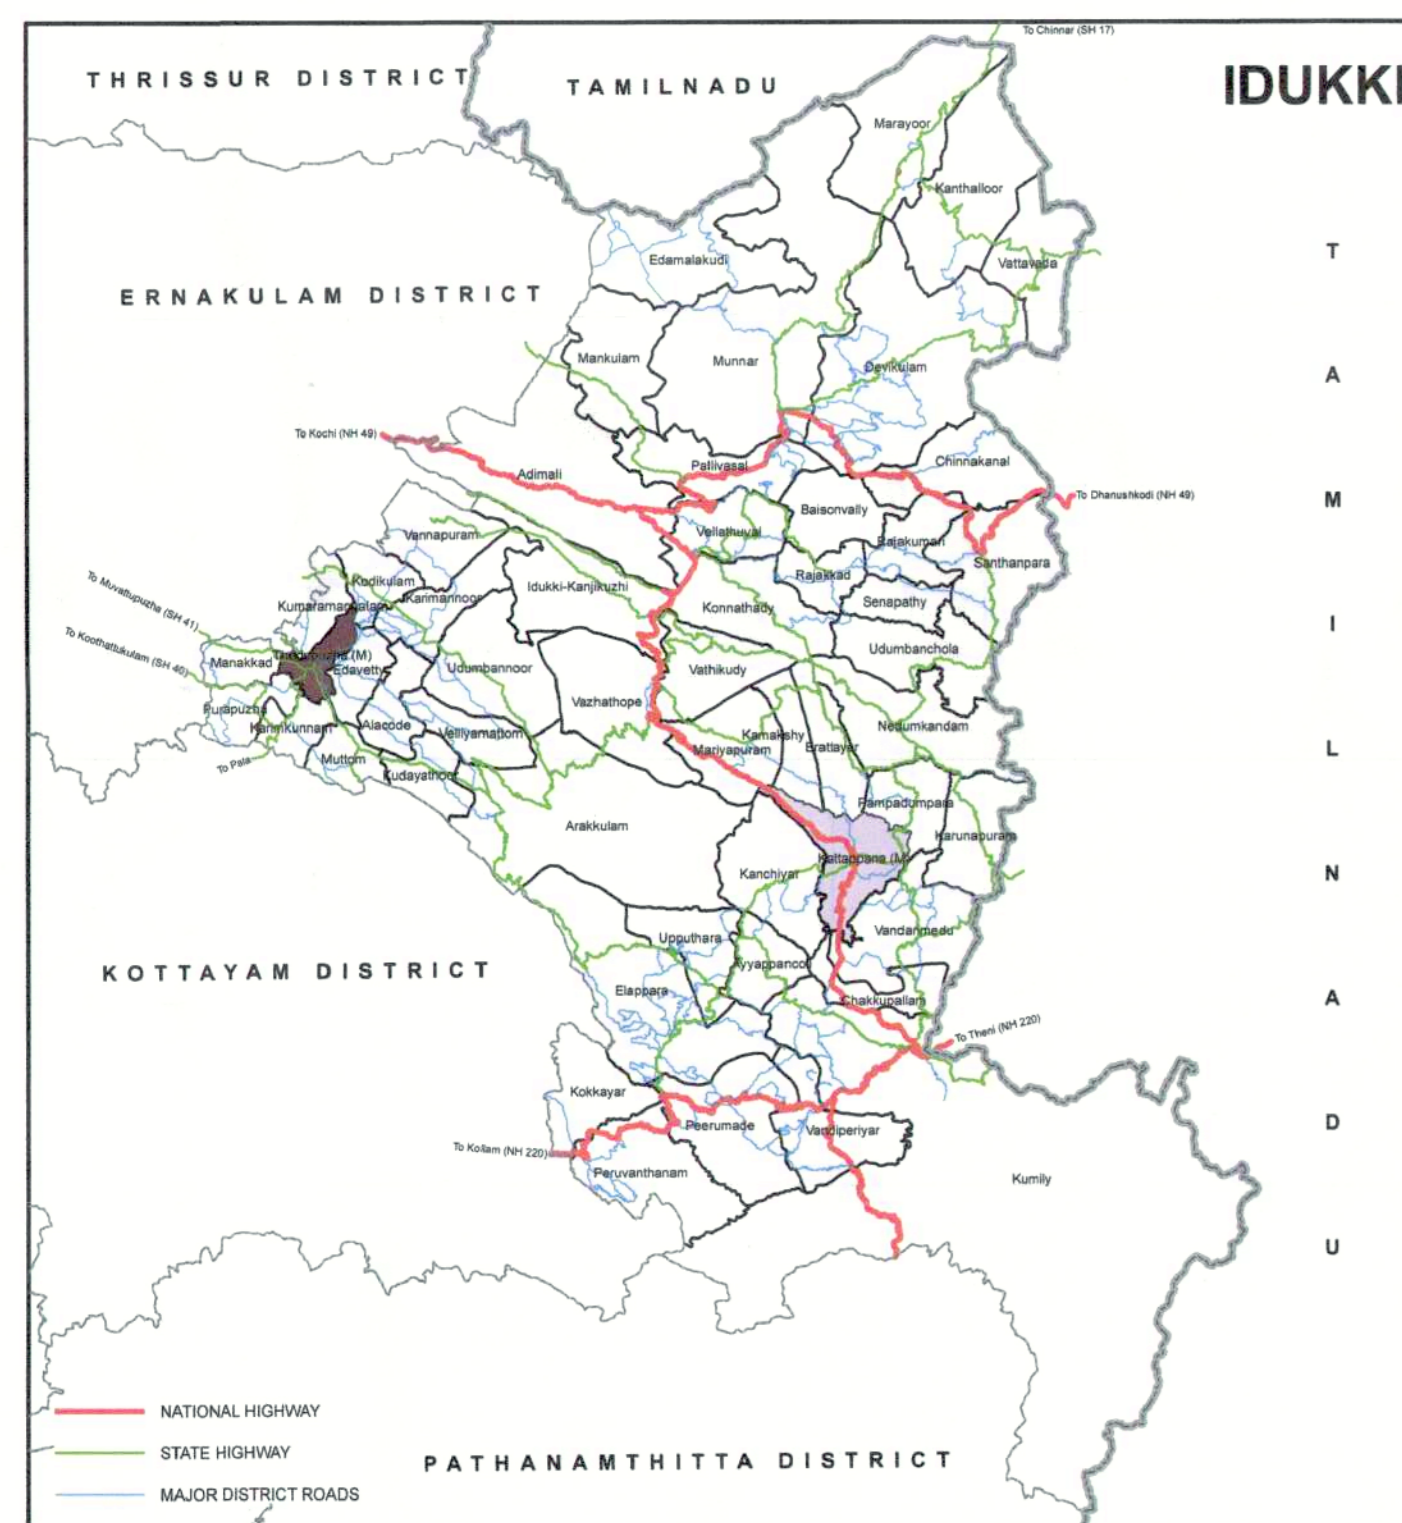 To Chinnar (SH 17)
THRISSUR DISTRICT
TAMILNADU
IDUKKI
Marayoor
Kanthalloor
Edamalakudi
Vattavada
T
ERNAKULAM DISTRICT
Mankulam
Munnar
Devikulam
A
To Kochi (NH 49)
Adimali
Pallivasal
Chinnakanal
To Dhanushkodi (NH 49)
M
Baisonvally
Vannapuram
Vellathuval
Rajakumari
Santhanpara
To Muvattupuzha (SH 41)
Kodikulam
Idukki-Kanjikuzhi
Rajakkad
Kumaramangalam
Karimannoor
Konnathady
Senapathy
I
To Koothattukulam (SH 40)
Manakkad
Edavetty
Udumbannoor
Vathikudy
Udumbanchola
Purapuzha
Vazhathope
Karimkunnam
Alacode
Velliyamattom
Kamakshy
Nedumkandam
To Pala
Muttom
Kudayathoor
Mariyapuram
Erattayar
L
Arakkulam
Pampadumpara
Karunapuram
Kattappana (M)
Kanchiyar
N
Upputhara
Vandanmedu
KOTTAYAM DISTRICT
Elappara
Ayyappancoil
Chakkupallam
A
To Theni (NH 220)
Kokkayar
Peerumade
Vandiperiyar
D
To Kollam (NH 220)
Peruvanthanam
Kumily
U
NATIONAL HIGHWAY
STATE HIGHWAY
PATHANAMTHITTA DISTRICT
MAJOR DISTRICT ROADS